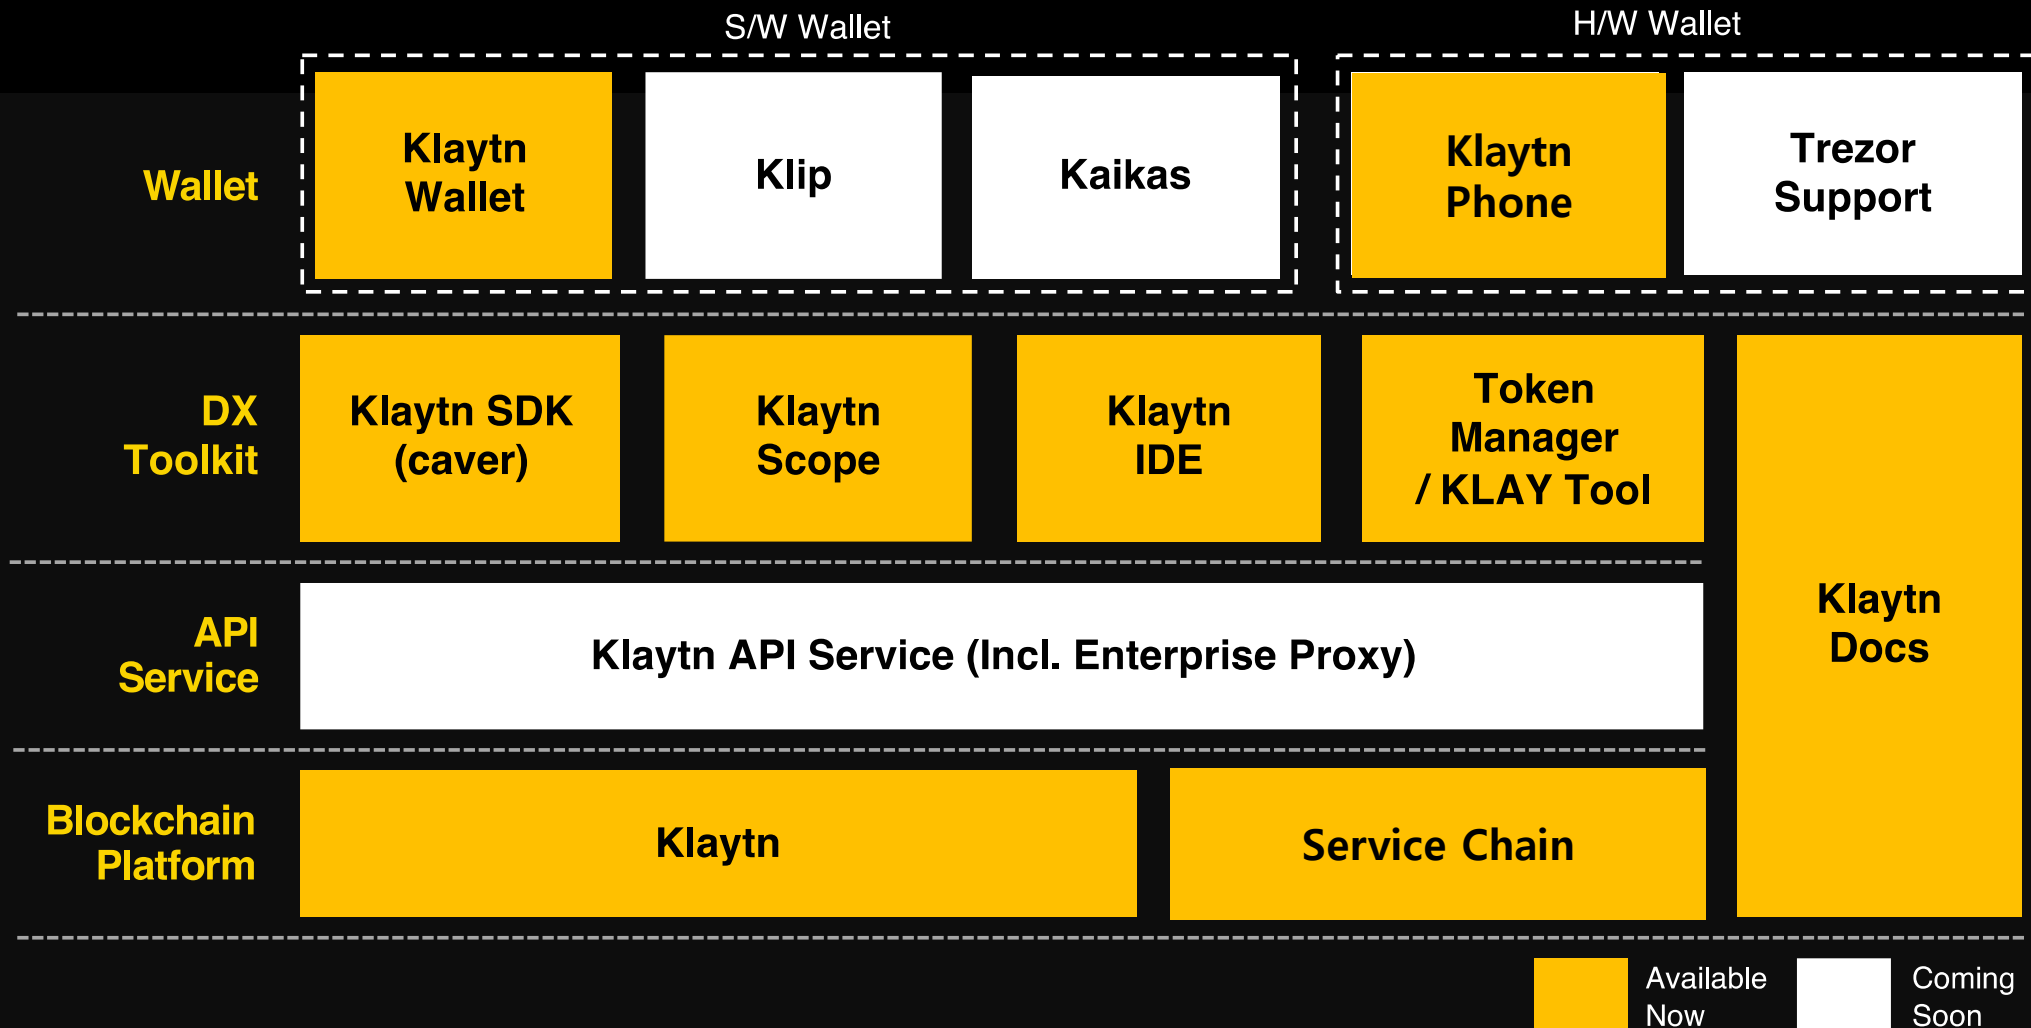 S/W Wallet
H/W Wallet
Wallet
Klaytn
Wallet
Klip
Kaikas
Klaytn
Phone
Trezor
Support
DX
Toolkit
Klaytn SDK
(caver)
Klaytn
Scope
Klaytn
IDE
Token
Manager
/ KLAY Tool
Klaytn
Docs
API
Service
Klaytn API Service (Incl. Enterprise Proxy)
Blockchain
Platform
Klaytn
Service Chain
Available
Now
Coming
Soon